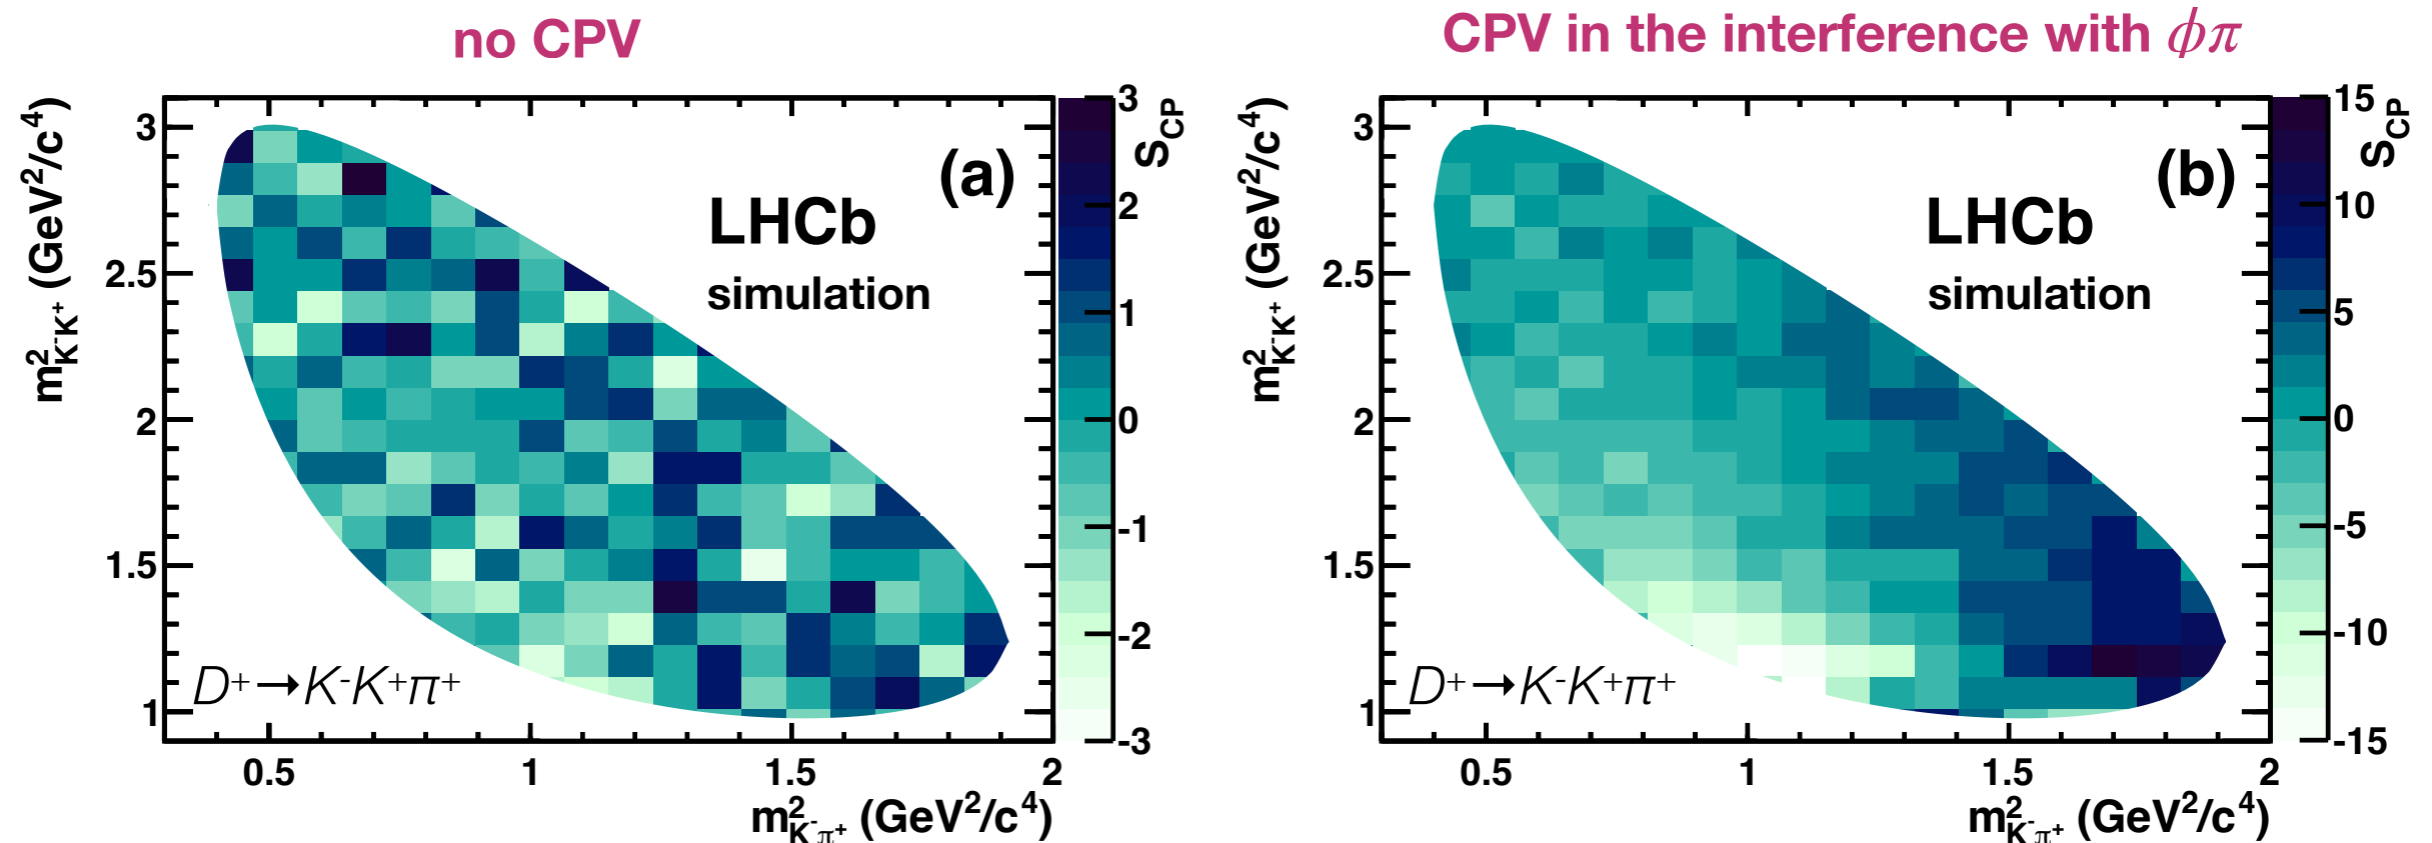 no CPV
CPV in the interference with ϕπ
m²K⁻K⁺ (GeV²/c⁴)
3
2.5
2
1.5
1
0.5 1 1.5 2
m²K⁻π⁺ (GeV²/c⁴)
(a)
LHCb
simulation
D⁺→K⁻K⁺π⁺
SCP
3
2
1
0
-1
-2
-3
m²K⁻K⁺ (GeV²/c⁴)
3
2.5
2
1.5
1
0.5 1 1.5 2
m²K⁻π⁺ (GeV²/c⁴)
(b)
LHCb
simulation
D⁺→K⁻K⁺π⁺
SCP
15
10
5
0
-5
-10
-15